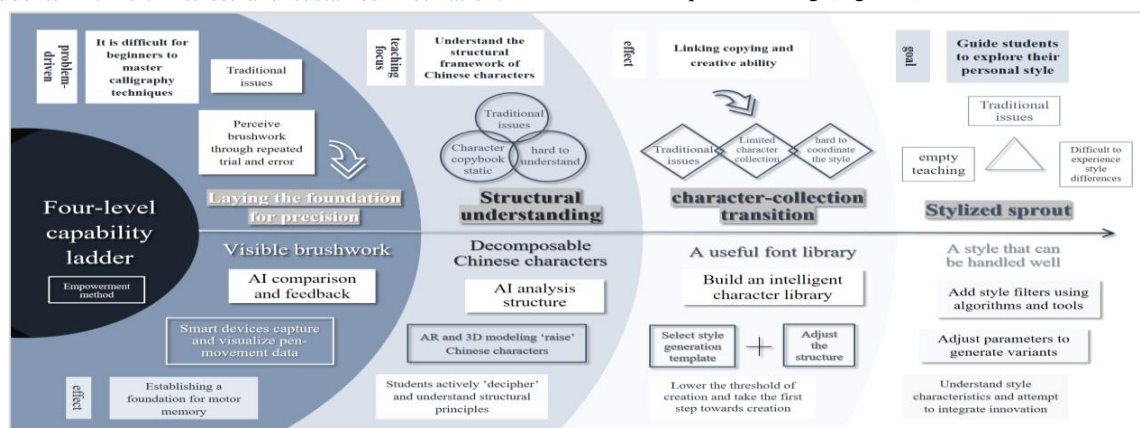 Four-level
capability
ladder
Empowerment
method
problem-
driven
It is difficult for
beginners to
master
calligraphy
techniques
Traditional
issues
Perceive
brushwork
through repeated
trial and error
Laying the foundation
for precision
Visible brushwork
AI comparison
and feedback
Smart devices capture
and visualize pen-
movement data
effect
Establishing a
foundation for motor
memory
teaching
focus
Understand the
structural
framework of
Chinese characters
Traditional
issues
Character
copybook
static
hard to
understand
Structural
understanding
Decomposable
Chinese characters
AI analysis
structure
AR and 3D modeling ‘raise’
Chinese characters
Students actively ‘decipher’
and understand structural
principles
effect
Linking copying and
creative ability
Traditional
issues
Limited
character
collection
hard to
coordinate
the style
character-collection
transition
A useful font library
Build an intelligent
character library
Select style
generation
template
+
Adjust
the
structure
Lower the threshold of
creation and take the first
step towards creation
goal
Guide students
to explore their
personal style
Traditional
issues
empty
teaching
Difficult to
experience
style
differences
Stylized sprout
A style that can
be handled well
Add style filters using
algorithms and tools
Adjust parameters to
generate variants
Understand style
characteristics and attempt
to integrate innovation